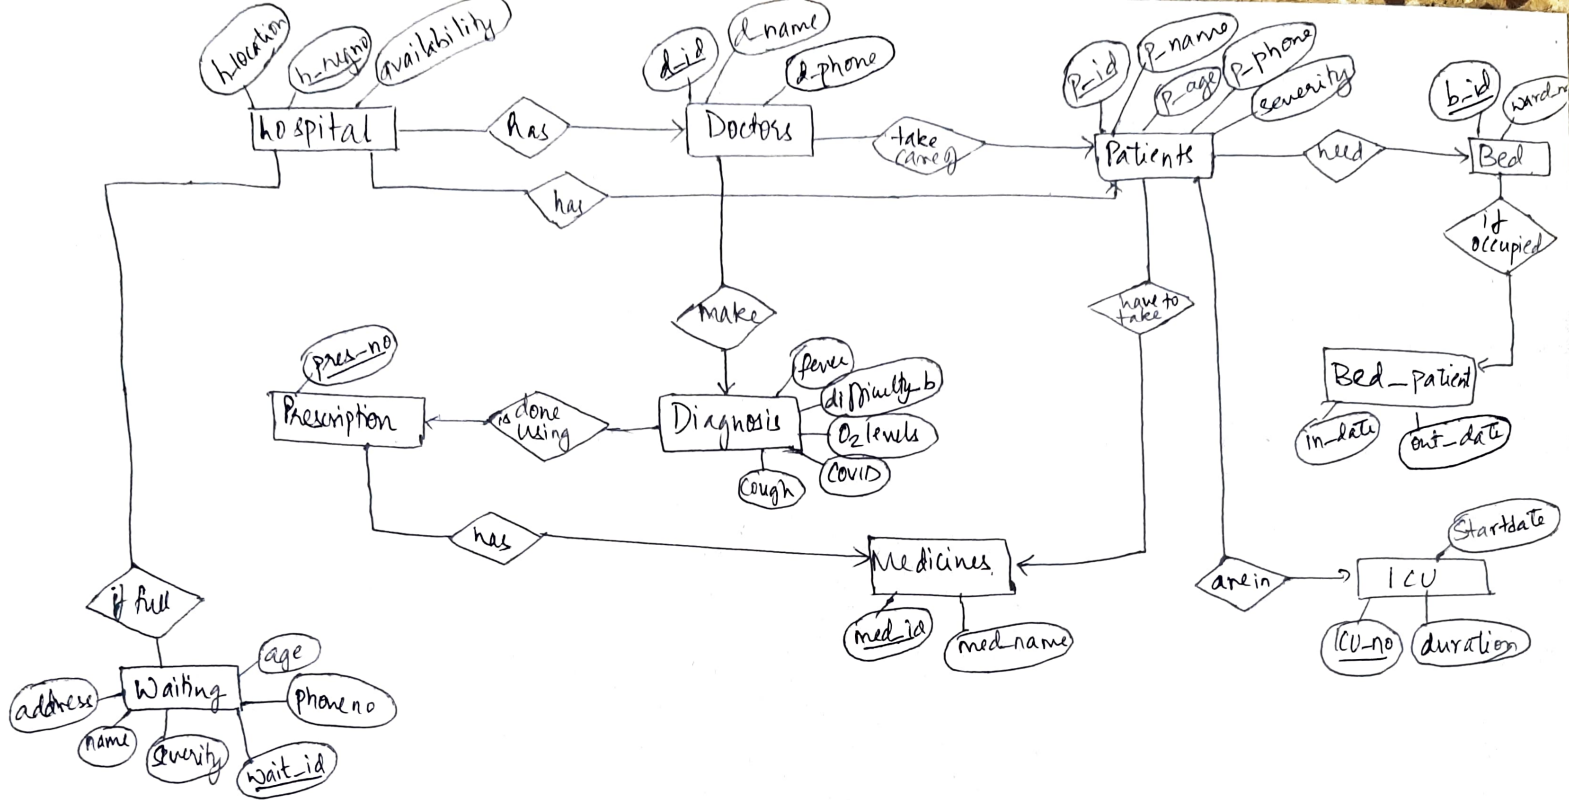 h_location
h_regno
availability
d_id
d_name
d_phone
p_id
p_name
p_age
p_phone
severity
b_id
hospital
has
Doctors
take
care of
Patients
need
Bed
has
if
occupied
make
have to
take
pres_no
fever
difficulty_b
O2 levels
COVID
cough
Prescription
is done
using
Diagnosis
Bed_patient
in_date
out_date
has
Medicines
med_id
med_name
are in
ICU
Startdate
ICU_no
duration
if full
Waiting
age
phone no
address
name
severity
wait_id